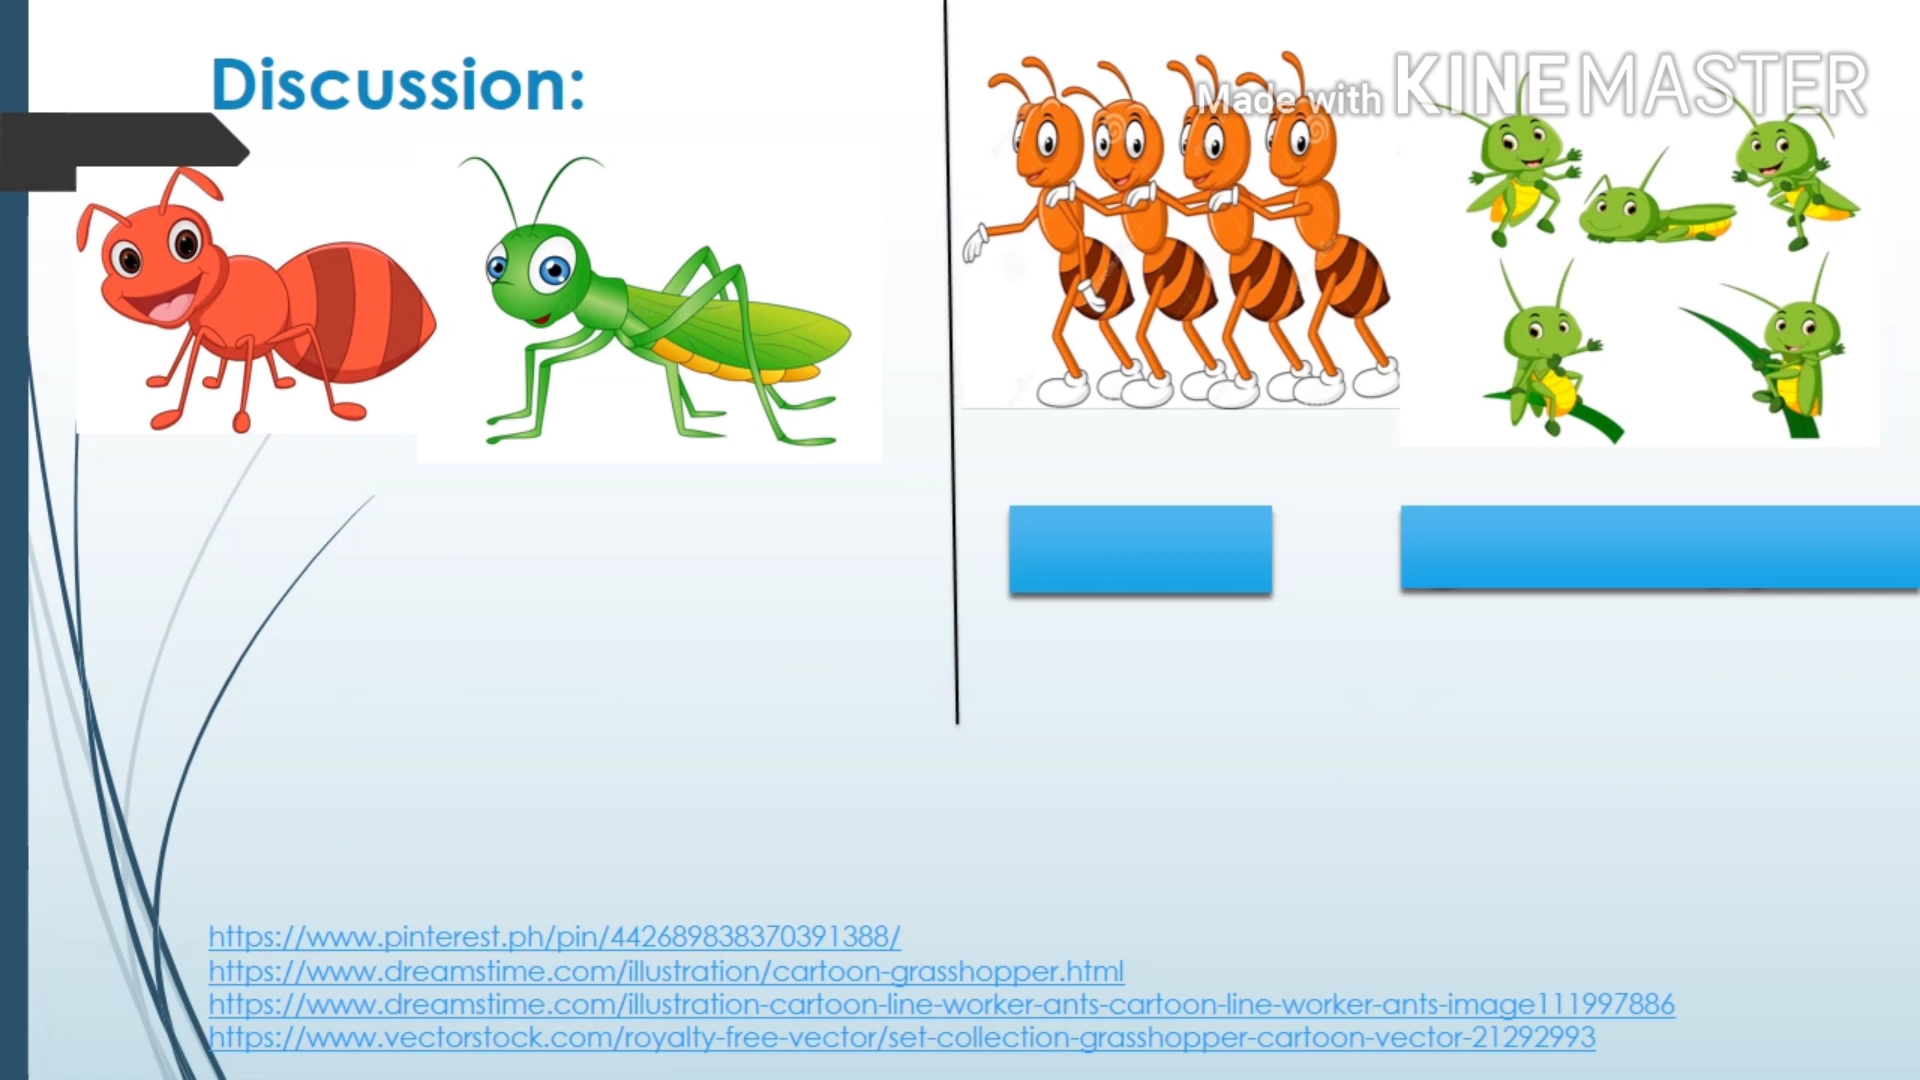 Discussion:
Made with KINEMASTER
https://www.pinterest.ph/pin/442689838370391388/
https://www.dreamstime.com/illustration/cartoon-grasshopper.html
https://www.dreamstime.com/illustration-cartoon-line-worker-ants-cartoon-line-worker-ants-image111997886
https://www.vectorstock.com/royalty-free-vector/set-collection-grasshopper-cartoon-vector-21292993